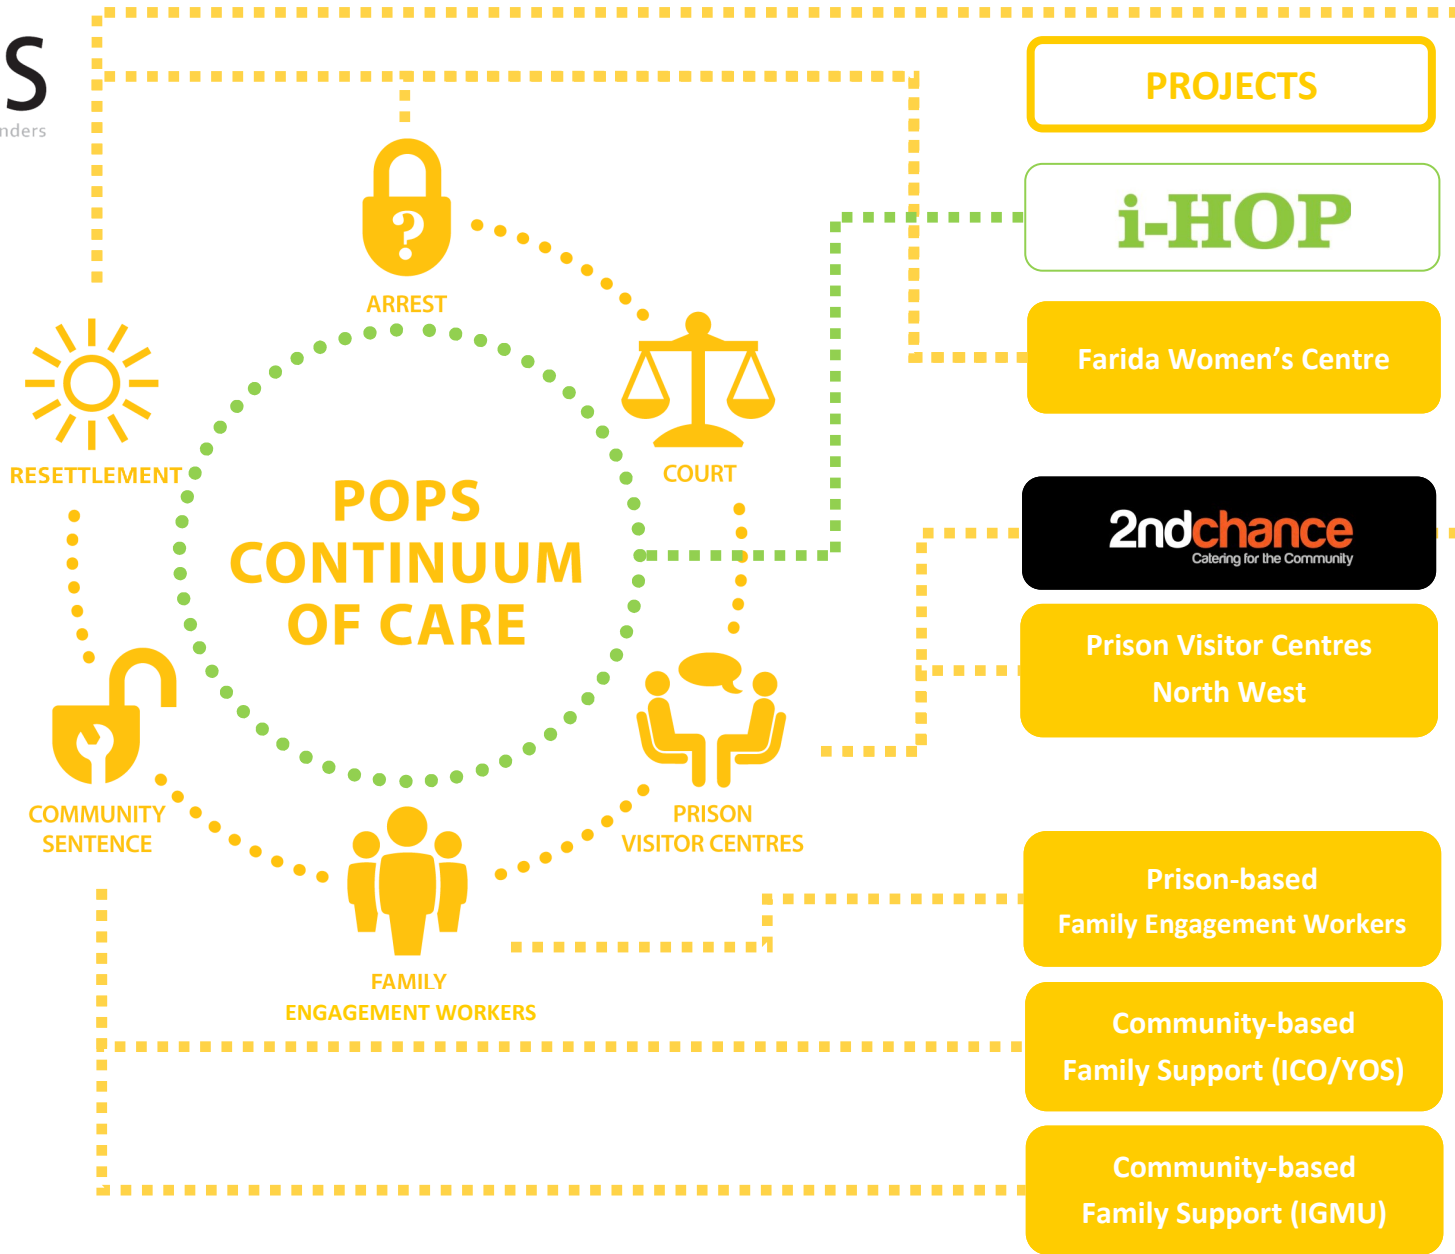 S
nders
PROJECTS
i-HOP
ARREST
Farida Women’s Centre
RESETTLEMENT
COURT
POPS
CONTINUUM
OF CARE
2ndchance
Catering for the Community
Prison Visitor Centres
North West
?
COMMUNITY
SENTENCE
PRISON
VISITOR CENTRES
Prison-based
Family Engagement Workers
FAMILY
ENGAGEMENT WORKERS
Community-based
Family Support (ICO/YOS)
Community-based
Family Support (IGMU)